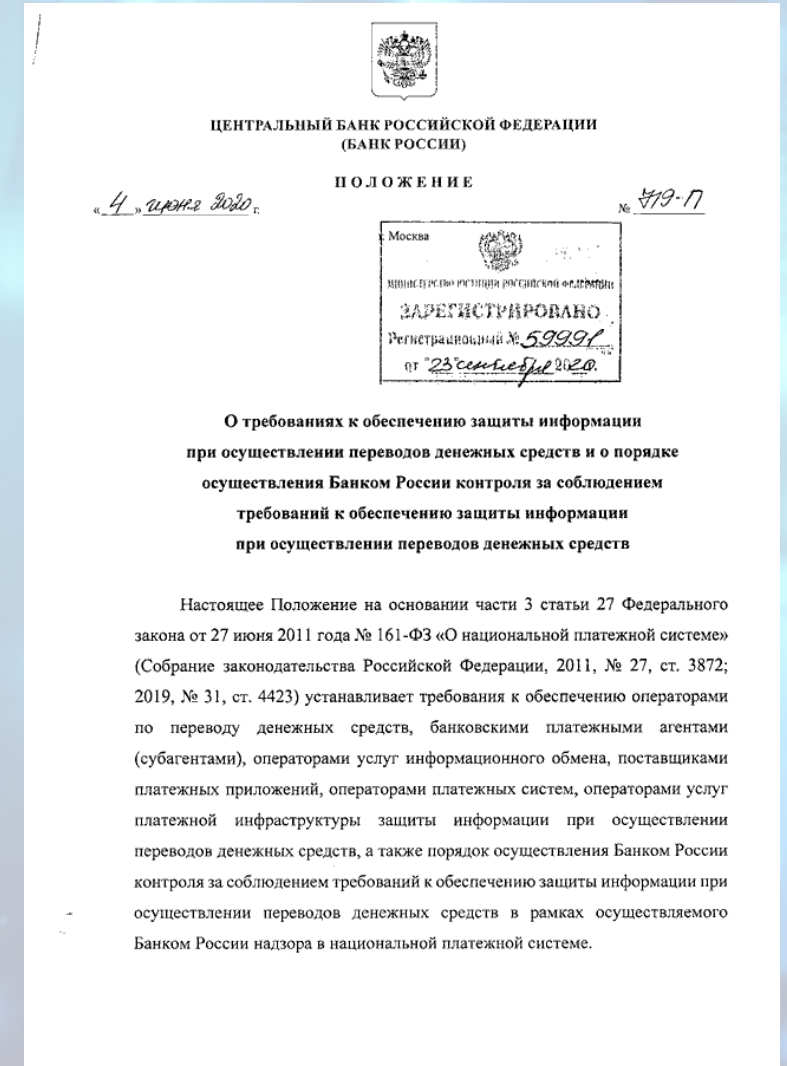 ЦЕНТРАЛЬНЫЙ БАНК РОССИЙСКОЙ ФЕДЕРАЦИИ
(БАНК РОССИИ)
ПОЛОЖЕНИЕ
«4» июня 2020 г.
№ 719-П
г. Москва
МИНИСТЕРСТВО ЮСТИЦИИ РОССИЙСКОЙ ФЕДЕРАЦИИ
ЗАРЕГИСТРИРОВАНО
Регистрационный № 59991
от "23" сентября 2020.
О требованиях к обеспечению защиты информации
при осуществлении переводов денежных средств и о порядке
осуществления Банком России контроля за соблюдением
требований к обеспечению защиты информации
при осуществлении переводов денежных средств
Настоящее Положение на основании части 3 статьи 27 Федерального
закона от 27 июня 2011 года № 161-ФЗ «О национальной платежной системе»
(Собрание законодательства Российской Федерации, 2011, № 27, ст. 3872;
2019, № 31, ст. 4423) устанавливает требования к обеспечению операторами
по переводу денежных средств, банковскими платежными агентами
(субагентами), операторами услуг информационного обмена, поставщиками
платежных приложений, операторами платежных систем, операторами услуг
платежной инфраструктуры защиты информации при осуществлении
переводов денежных средств, а также порядок осуществления Банком России
контроля за соблюдением требований к обеспечению защиты информации при
осуществлении переводов денежных средств в рамках осуществляемого
Банком России надзора в национальной платежной системе.